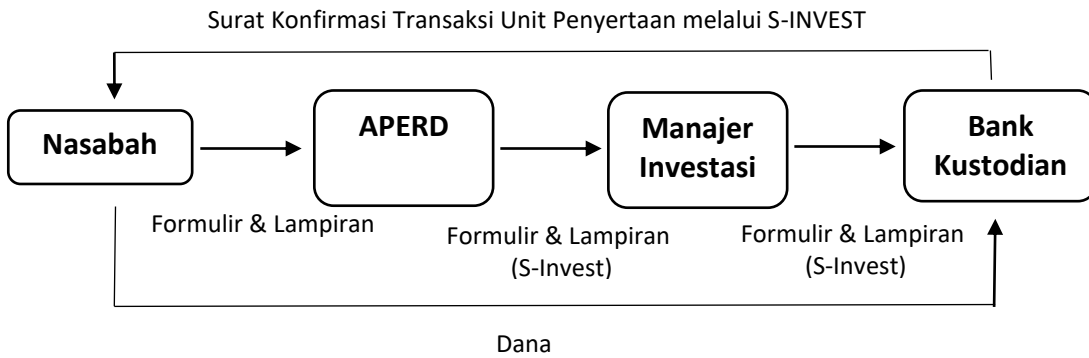 Surat Konfirmasi Transaksi Unit Penyertaan melalui S-INVEST
Nasabah
APERD
Manajer
Investasi
Bank
Kustodian
Formulir & Lampiran
Formulir & Lampiran
(S-Invest)
Formulir & Lampiran
(S-Invest)
Dana